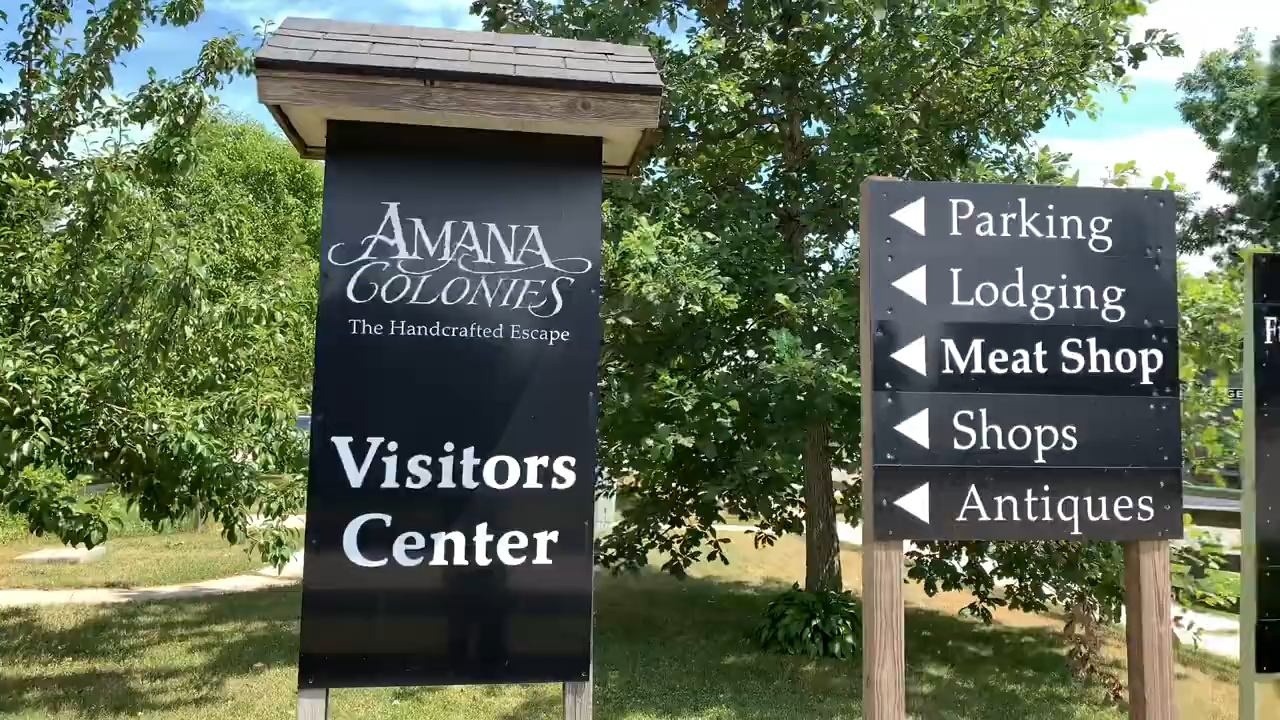 AMANA
COLONIES
The Handcrafted Escape
Visitors
Center
Parking
Lodging
Meat Shop
Shops
Antiques